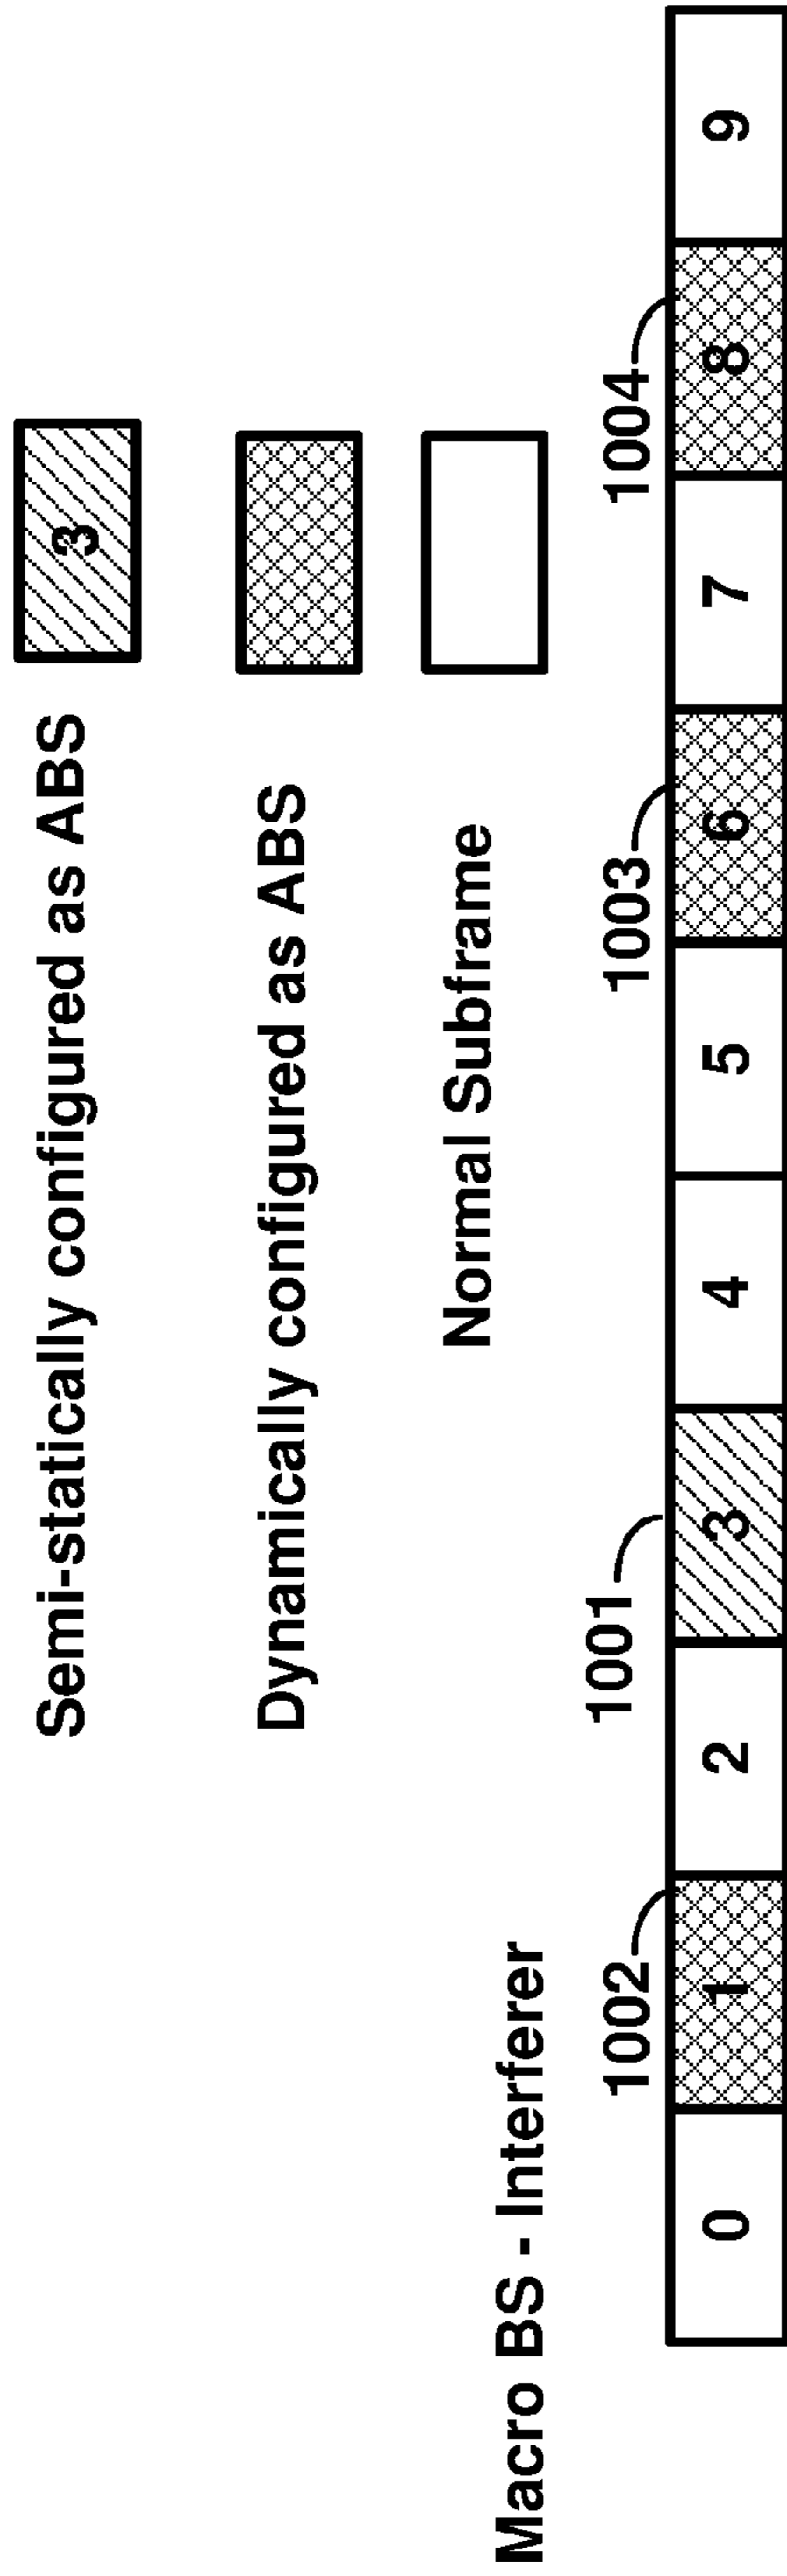 Semi-statically configured as ABS 3
Dynamically configured as ABS
Normal Subframe
Macro BS - Interferer
1002 1001 1003 1004
0 1 2 3 4 5 6 7 8 9